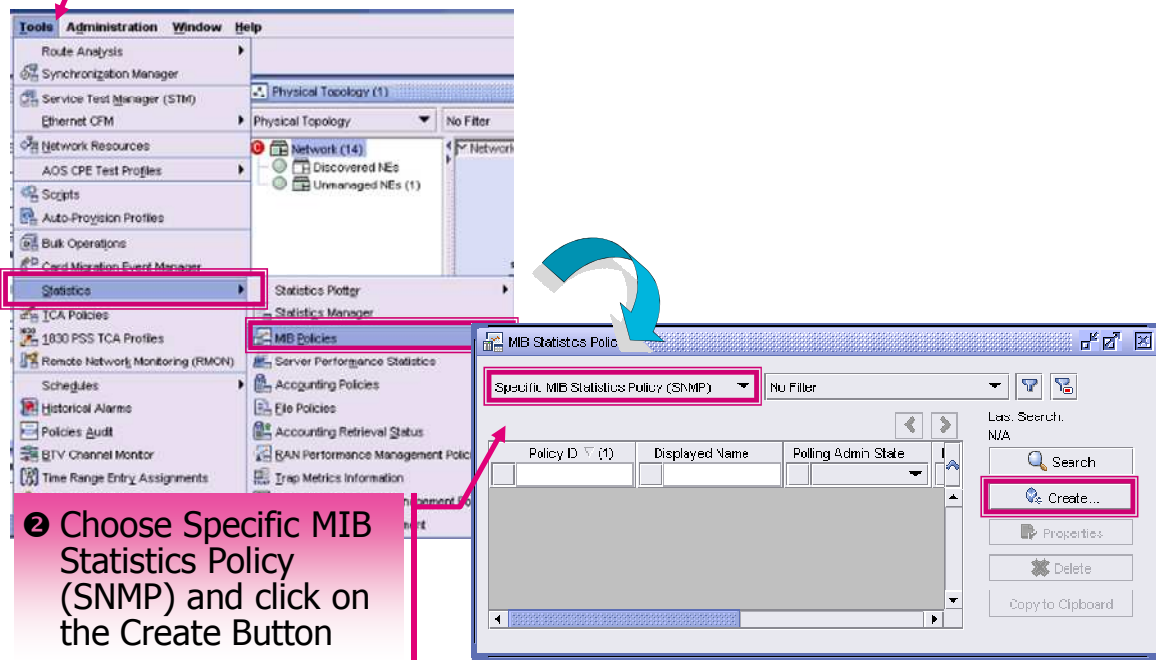 Tools Administration Window Help
Route Analysis
Synchronization Manager
Service Test Manager (STM)
Ethernet CFM
Network Resources
AOS CPE Test Profiles
Scripts
Auto-Provision Profiles
Bulk Operations
Card Migration Event Manager
Statistics
TCA Policies
1830 PSS TCA Profiles
Remote Network Monitoring (RMON)
Schedules
Historical Alarms
Policies Audit
BTV Channel Monitor
Time Range Entry Assignments
Physical Topology (1)
Physical Topology
No Filter
Network (14)
Discovered NEs
Unmanaged NEs (1)
Network
Statistics Plotter
Statistics Manager
MIB Policies
Server Performance Statistics
Accounting Policies
File Policies
Accounting Retrieval Status
RAN Performance Management Polic
Trap Metrics Information
❷ Choose Specific MIB
Statistics Policy
(SNMP) and click on
the Create Button
MIB Statistcs Polic
Specific MIB Statistics Policy (SNMP)
No Filter
Las. Search.
N/A
Policy ID (1)
Displayed Name
Polling Admin State
Search
Create...
Properties
Delete
Copy to Clipboard